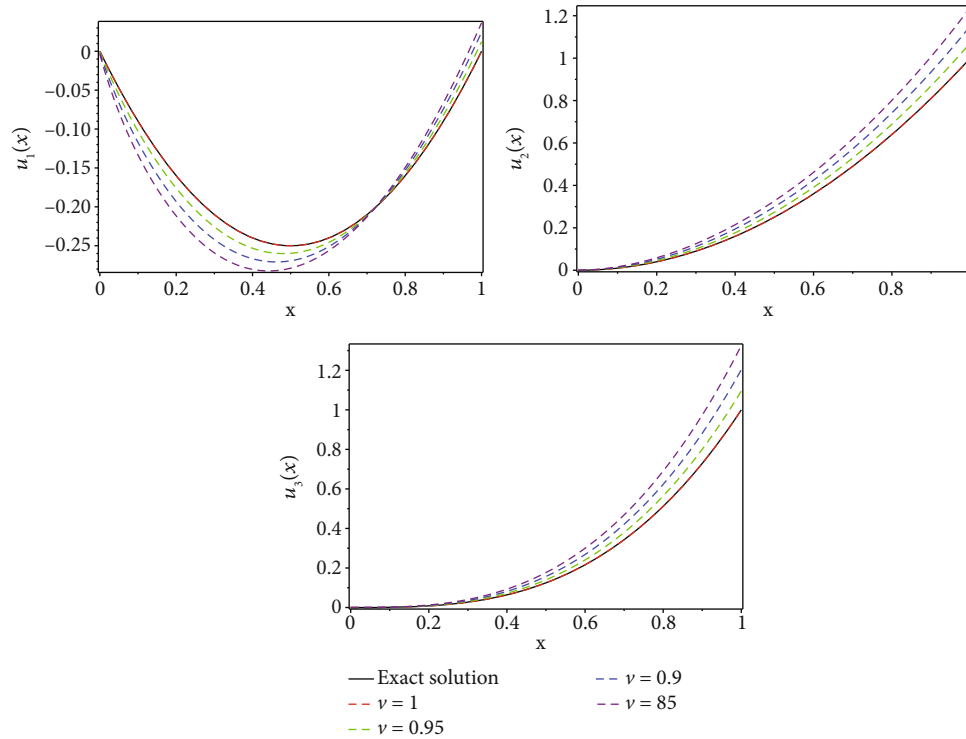 0
−0.05
−0.10
−0.15
−0.20
−0.25
u1(x)
0 0.2 0.4 0.6 0.8 1
x
1.2
1
0.8
0.6
0.4
0.2
0
u2(x)
0 0.2 0.4 0.6 0.8
x
1.2
1
0.8
0.6
0.4
0.2
0
u3(x)
0 0.2 0.4 0.6 0.8 1
x
Exact solution
ν = 1
ν = 0.95
ν = 0.9
ν = 85